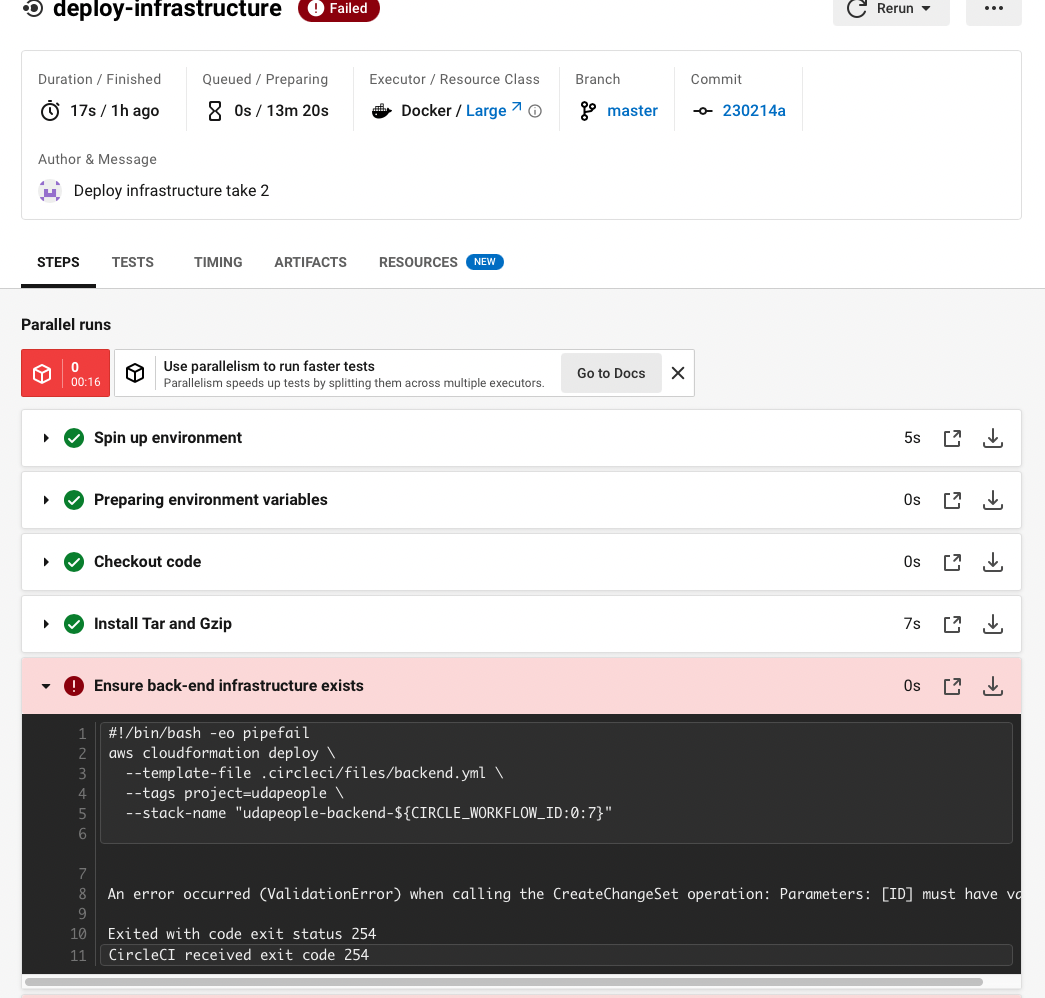 deploy-infrastructure
Failed
Rerun
Duration / Finished
17s / 1h ago
Queued / Preparing
0s / 13m 20s
Executor / Resource Class
Docker / Large
Branch
master
Commit
230214a
Author & Message
Deploy infrastructure take 2
STEPS
TESTS
TIMING
ARTIFACTS
RESOURCES
NEW
Parallel runs
0
00:16
Use parallelism to run faster tests
Parallelism speeds up tests by splitting them across multiple executors.
Go to Docs
Spin up environment
5s
Preparing environment variables
0s
Checkout code
0s
Install Tar and Gzip
7s
Ensure back-end infrastructure exists
0s
1 #!/bin/bash -eo pipefail
2 aws cloudformation deploy \
3 --template-file .circleci/files/backend.yml \
4 --tags project=udapeople \
5 --stack-name "udapeople-backend-${CIRCLE_WORKFLOW_ID:0:7}"
6
7
8 An error occurred (ValidationError) when calling the CreateChangeSet operation: Parameters: [ID] must have
9
10 Exited with code exit status 254
11 CircleCI received exit code 254